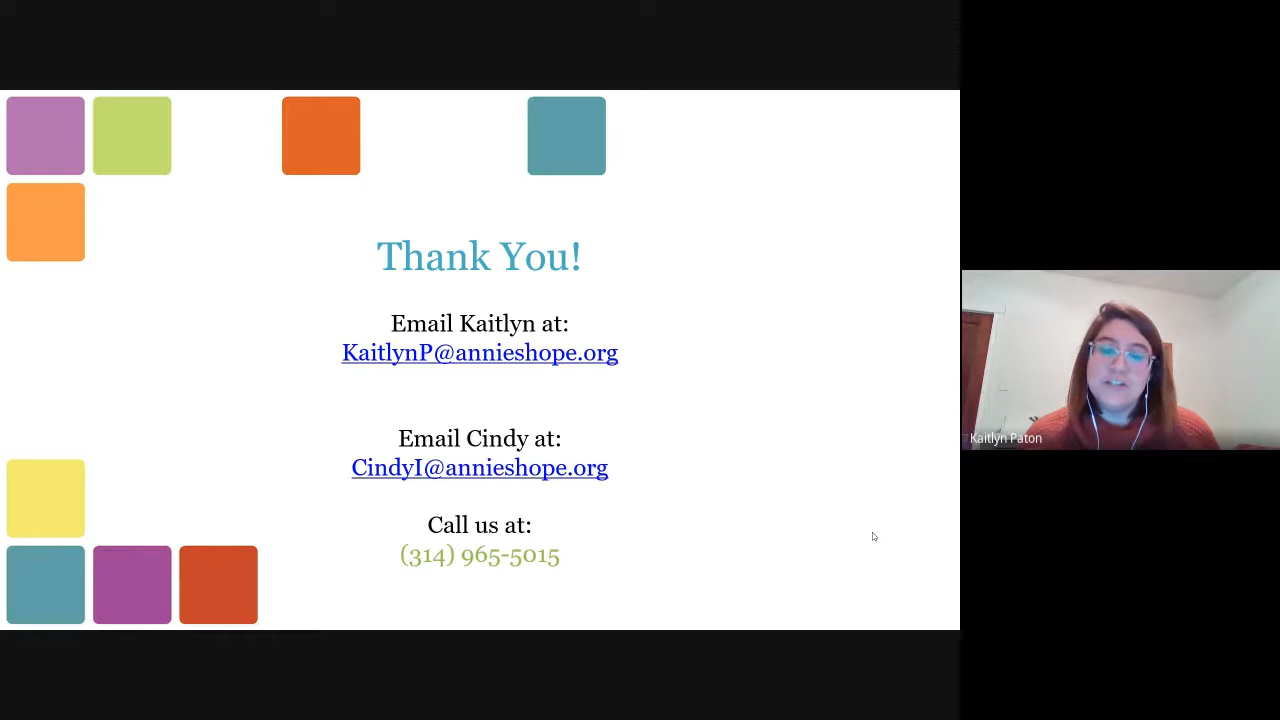 Thank You!
Email Kaitlyn at:
KaitlynP@annieshope.org
Email Cindy at:
CindyI@annieshope.org
Call us at:
(314) 965-5015
Kaitlyn Paton